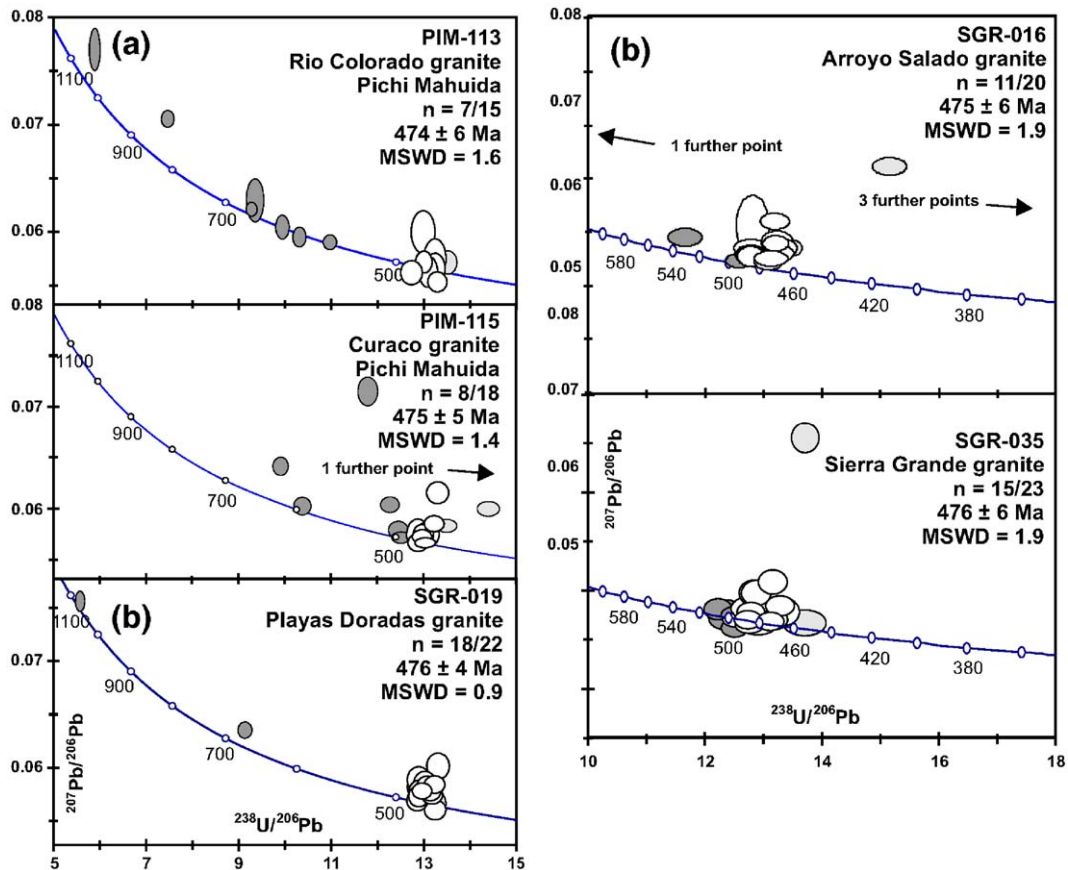 0.08
(a)
PIM-113
Rio Colorado granite
Pichi Mahuida
n = 7/15
474 ± 6 Ma
MSWD = 1.6
1100
900
700
500
0.07
0.06
0.08
PIM-115
Curaco granite
Pichi Mahuida
n = 8/18
475 ± 5 Ma
MSWD = 1.4
1 further point
1100
900
700
500
0.07
0.06
(b)
SGR-019
Playas Doradas granite
n = 18/22
476 ± 4 Ma
MSWD = 0.9
1100
900
700
500
0.07
0.06
207Pb/206Pb
238U/206Pb
5
7
9
11
13
15
0.08
(b)
SGR-016
Arroyo Salado granite
n = 11/20
475 ± 6 Ma
MSWD = 1.9
1 further point
3 further points
0.07
0.06
0.05
0.08
580
540
500
460
420
380
0.07
SGR-035
Sierra Grande granite
n = 15/23
476 ± 6 Ma
MSWD = 1.9
0.06
0.05
207Pb/206Pb
580
540
500
460
420
380
238U/206Pb
10
12
14
16
18